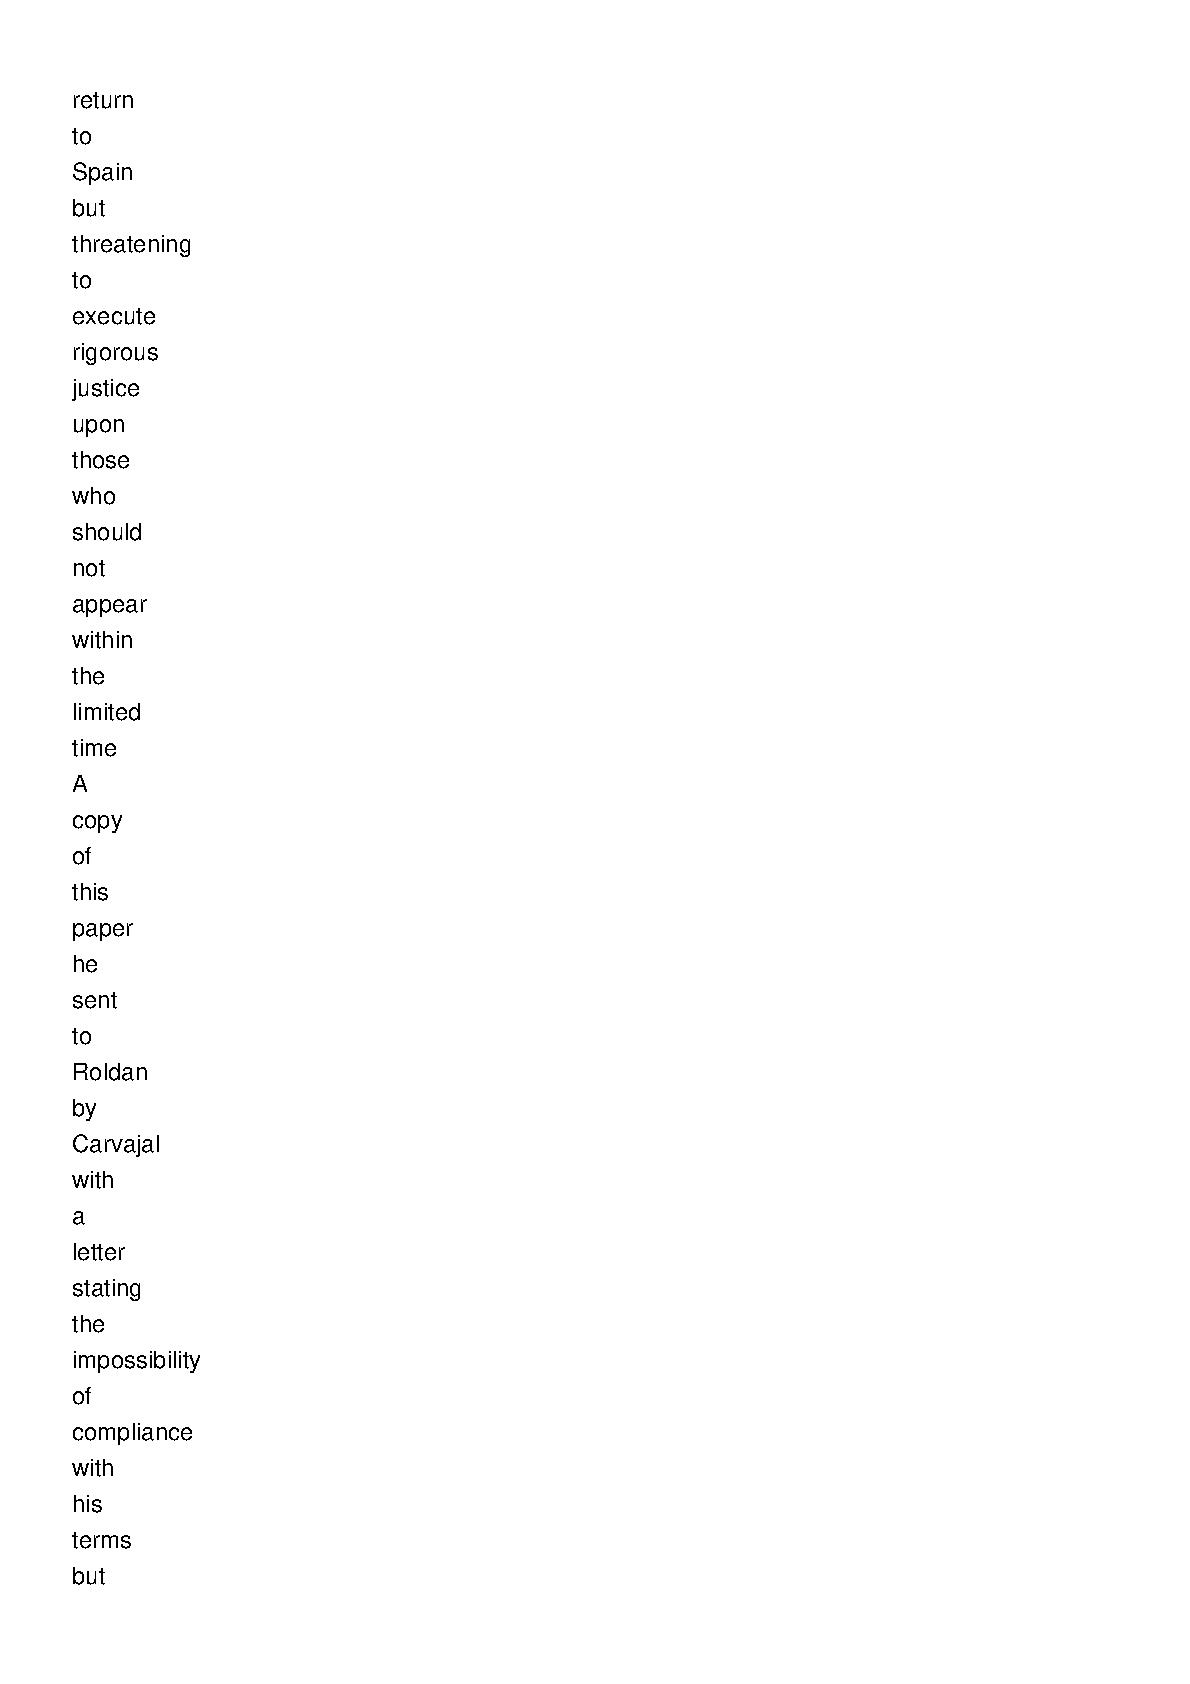 return
to
Spain
but
threatening
to
execute
rigorous
justice
upon
those
who
should
not
appear
within
the
limited
time
A
copy
of
this
paper
he
sent
to
Roldan
by
Carvajal
with
a
letter
stating
the
impossibility
of
compliance
with
his
terms
but